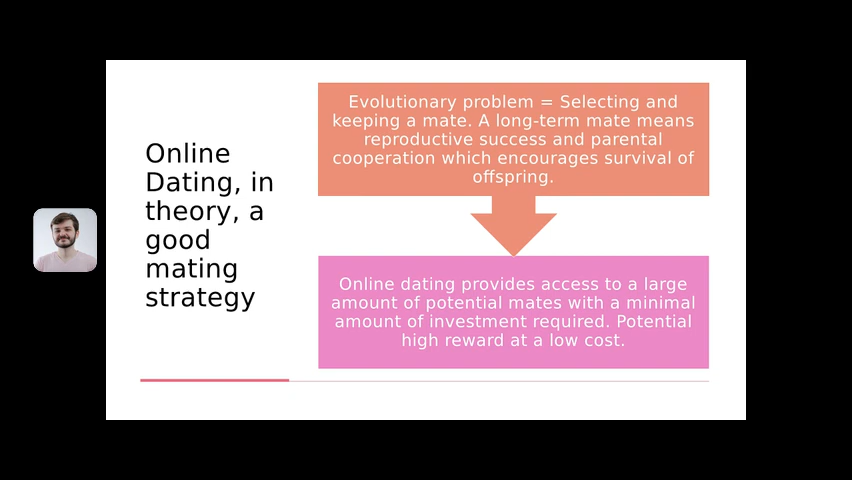 Online
Dating, in
theory, a
good
mating
strategy
Evolutionary problem = Selecting and
keeping a mate. A long-term mate means
reproductive success and parental
cooperation which encourages survival of
offspring.
Online dating provides access to a large
amount of potential mates with a minimal
amount of investment required. Potential
high reward at a low cost.